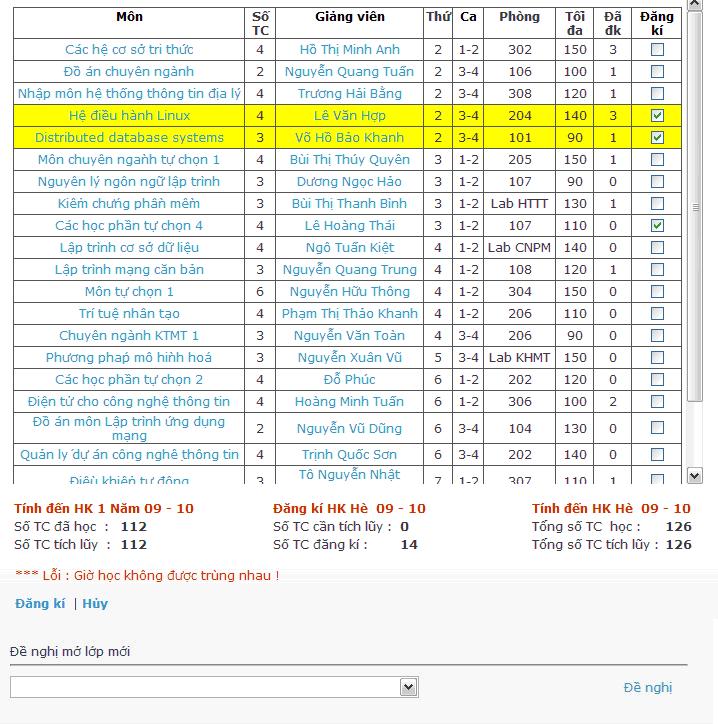 Môn Số TC Giảng viên Thứ Ca Phòng Tối đa Đã đk Đăng kí
Các hệ cơ sở tri thức 4 Hồ Thị Minh Anh 2 1-2 302 150 3
Đồ án chuyên ngành 2 Nguyễn Quang Tuấn 2 3-4 106 100 1
Nhập môn hệ thống thông tin địa lý 4 Trương Hải Bằng 2 3-4 308 120 1
Hệ điều hành Linux 4 Lê Văn Hợp 2 3-4 204 140 3
Distributed database systems 3 Võ Hồ Bảo Khanh 2 3-4 101 90 1
Môn chuyên ngành tự chọn 1 4 Bùi Thị Thúy Quyên 3 1-2 205 150 1
Nguyên lý ngôn ngữ lập trình 3 Dương Ngọc Hảo 3 1-2 107 90 0
Kiểm chứng phần mềm 3 Bùi Thị Thanh Bình 3 1-2 Lab HTTT 130 1
Các học phần tự chọn 4 4 Lê Hoàng Thái 3 1-2 107 110 0
Lập trình cơ sở dữ liệu 4 Ngô Tuấn Kiệt 4 1-2 Lab CNPM 140 0
Lập trình mạng căn bản 3 Nguyễn Quang Trung 4 1-2 108 120 1
Môn tự chọn 1 6 Nguyễn Hữu Thông 4 1-2 304 150 0
Trí tuệ nhân tạo 4 Phạm Thị Thảo Khanh 4 1-2 206 110 0
Chuyên ngành KTMT 1 3 Nguyễn Văn Toàn 4 3-4 206 90 0
Phương pháp mô hình hoá 3 Nguyễn Xuân Vũ 5 3-4 Lab KHMT 150 0
Các học phần tự chọn 2 4 Đỗ Phúc 6 1-2 202 120 0
Điện tử cho công nghệ thông tin 4 Hoàng Minh Tuấn 6 1-2 306 100 2
Đồ án môn Lập trình ứng dụng mạng 2 Nguyễn Vũ Dũng 6 3-4 104 130 0
Quản lý dự án công nghệ thông tin 4 Trịnh Quốc Sơn 6 3-4 202 140 0
Điều khiển tự động 3 Tô Nguyễn Nhật 7 1-2 307 110 1
Tính đến HK 1 Năm 09 - 10 Đăng kí HK Hè 09 - 10 Tính đến HK Hè 09 - 10
Số TC đã học : 112 Số TC cần tích lũy : 0 Tổng số TC học : 126
Số TC tích lũy : 112 Số TC đăng kí : 14 Tổng số TC tích lũy : 126
*** Lỗi : Giờ học không được trùng nhau !
Đăng kí | Hủy
Đề nghị mở lớp mới
Đề nghị